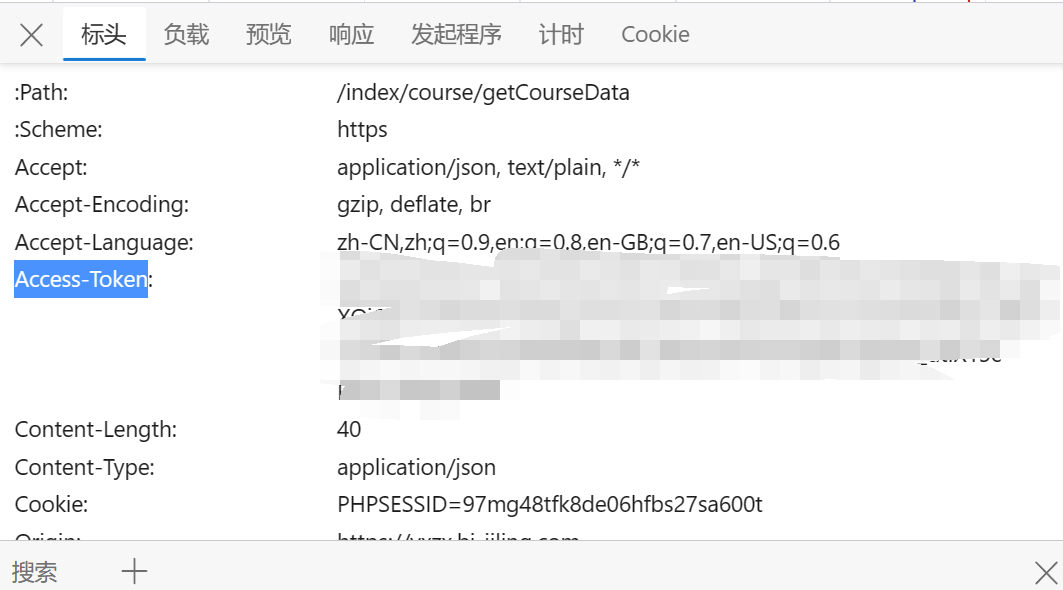 标头 负载 预览 响应 发起程序 计时 Cookie
:Path: /index/course/getCourseData
:Scheme: https
Accept: application/json, text/plain, */*
Accept-Encoding: gzip, deflate, br
Accept-Language: zh-CN,zh;q=0.9,en;q=0.8,en-GB;q=0.7,en-US;q=0.6
Access-Token:
Content-Length: 40
Content-Type: application/json
Cookie: PHPSESSID=97mg48tfk8de06hfbs27sa600t
Origin:
搜索